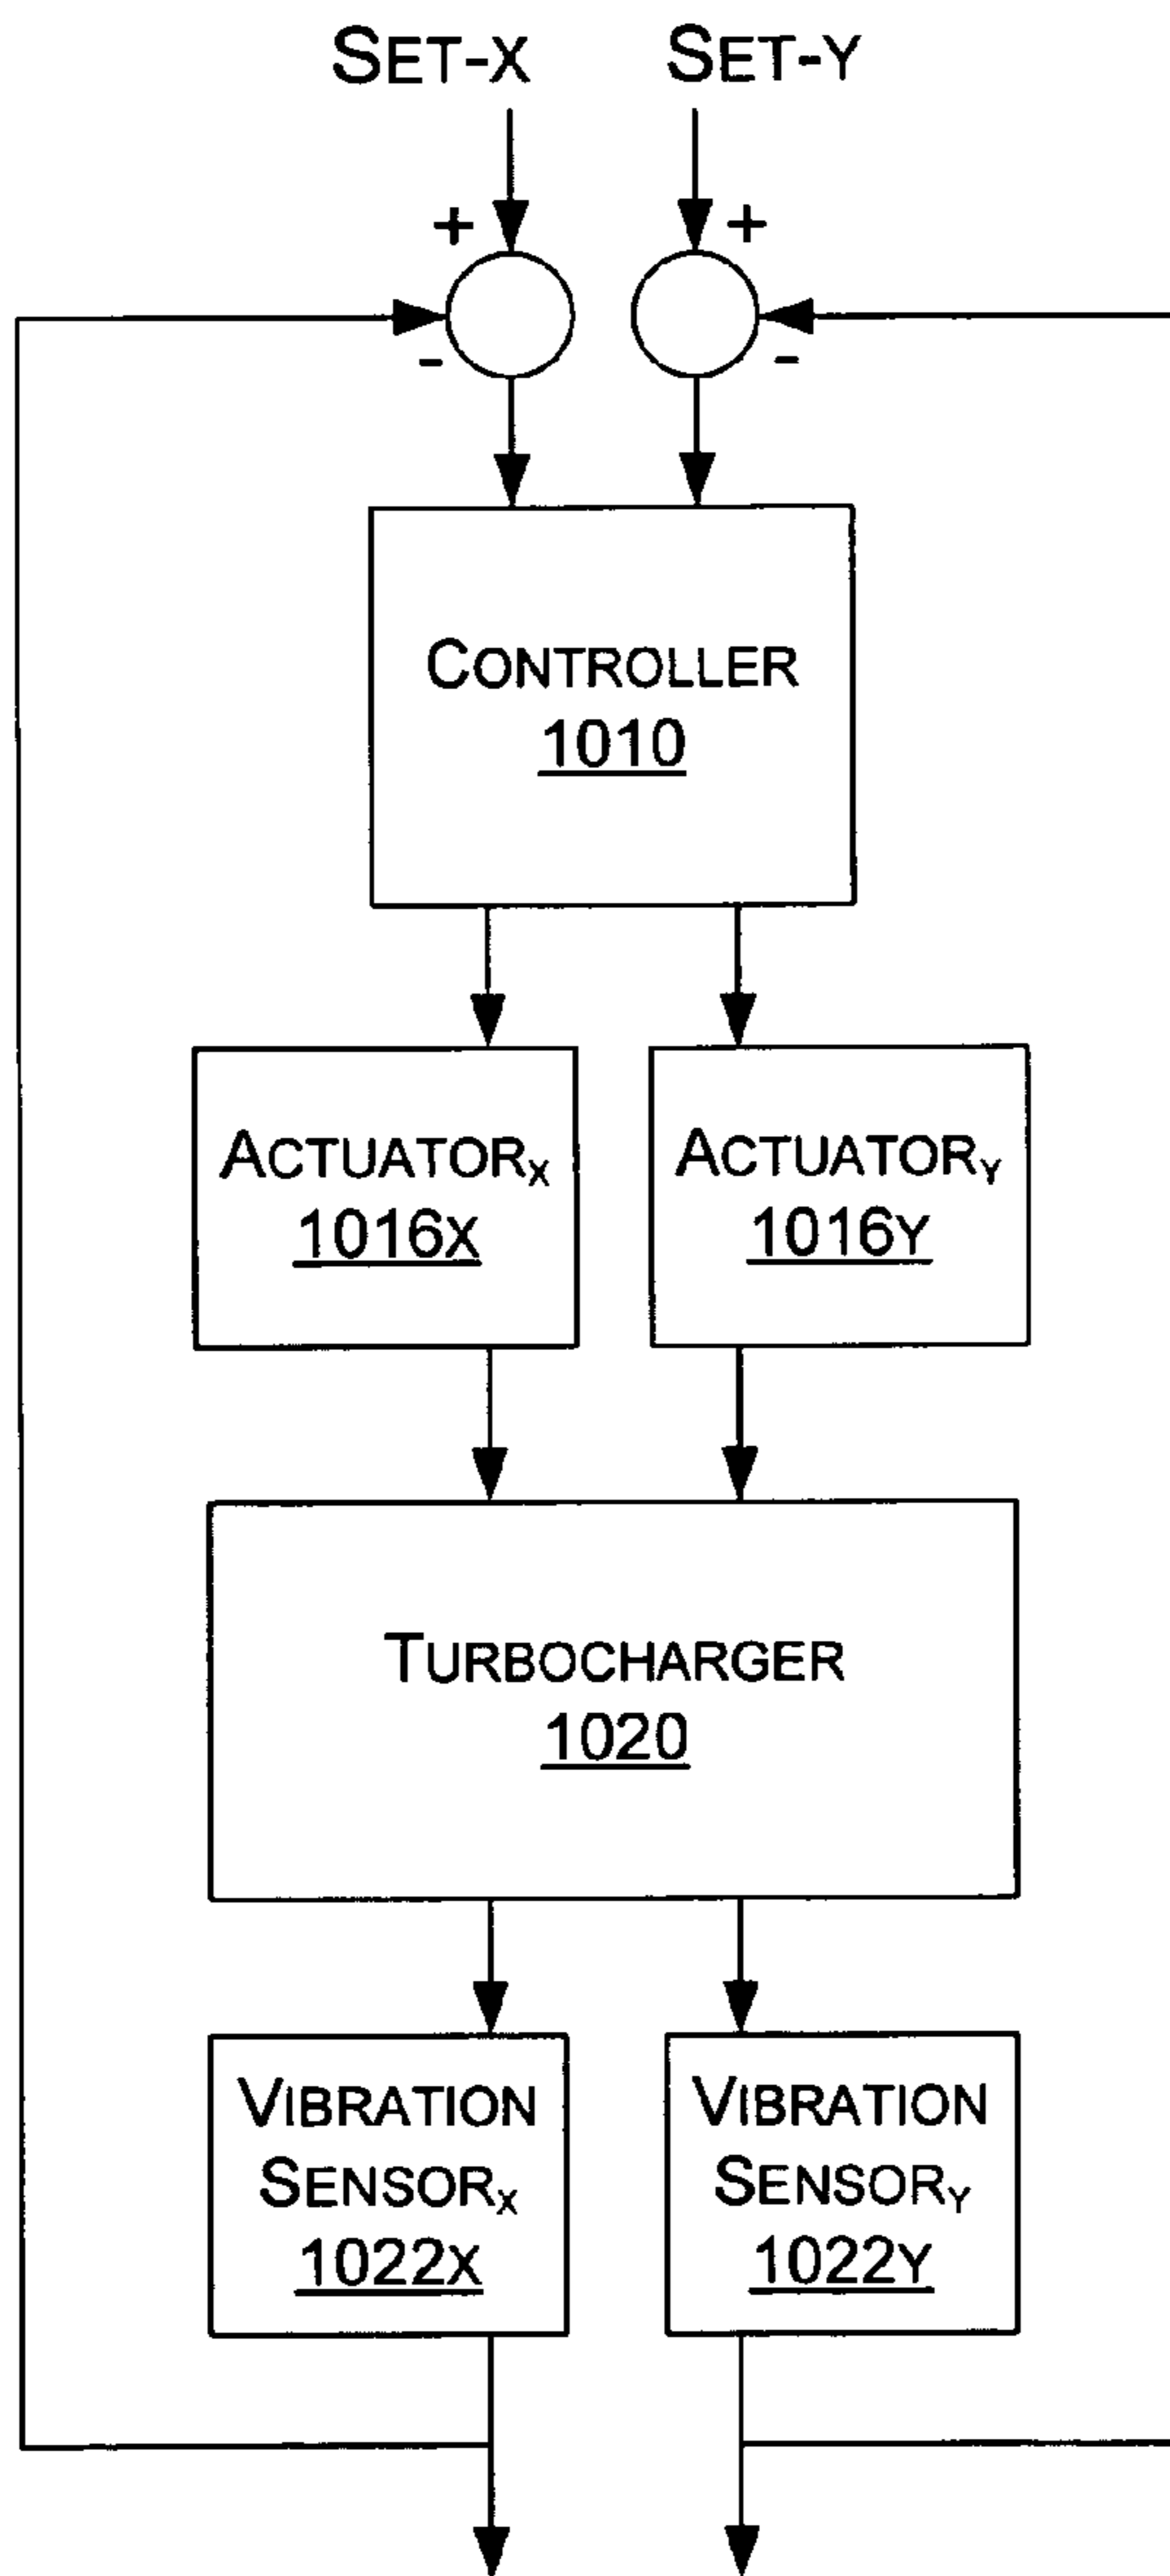 SET-X SET-Y
+ +
- -
CONTROLLER
1010
ACTUATORX ACTUATORY
1016X 1016Y
TURBOCHARGER
1020
VIBRATION
SENSORX
1022X
VIBRATION
SENSORY
1022Y